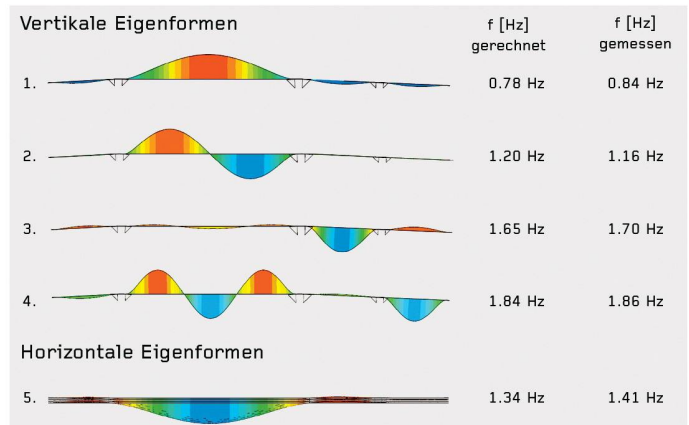 Vertikale Eigenformen f [Hz] gerechnet f [Hz] gemessen
1. 0.78 Hz 0.84 Hz
2. 1.20 Hz 1.16 Hz
3. 1.65 Hz 1.70 Hz
4. 1.84 Hz 1.86 Hz
Horizontale Eigenformen
5. 1.34 Hz 1.41 Hz